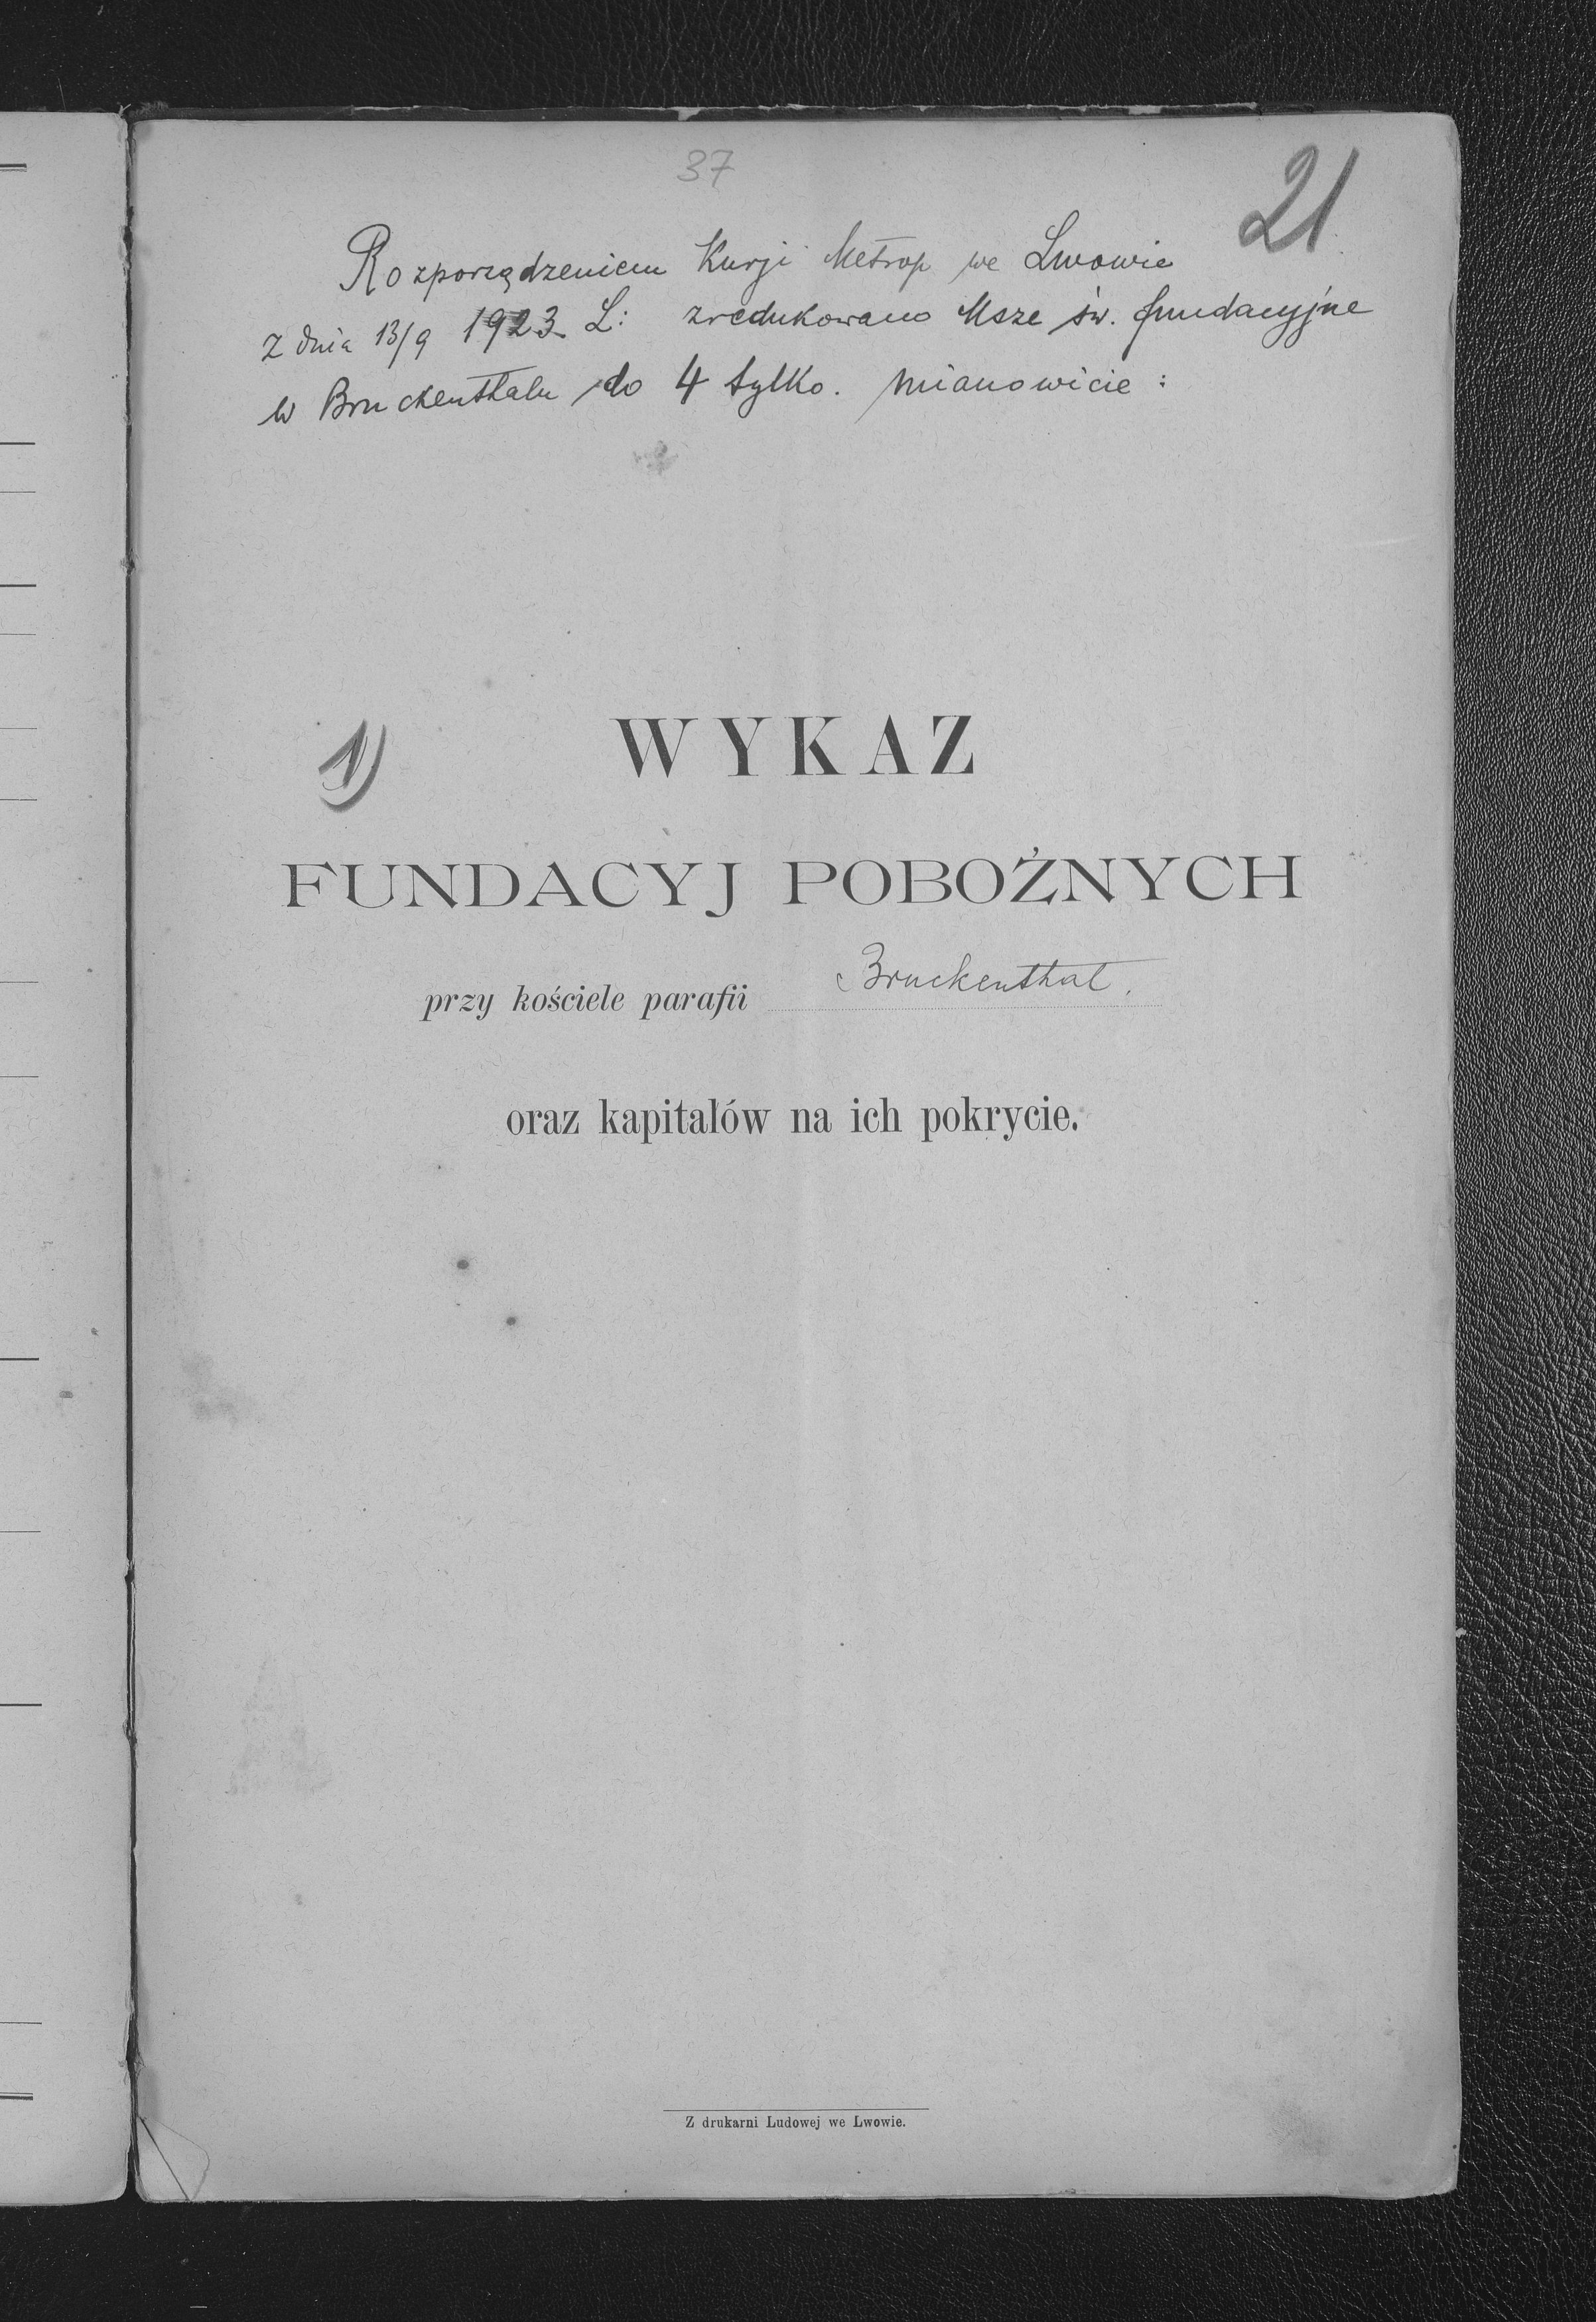 37
21
Rozporządzeniem Kurji Metrop we Lwowie
z dnia 13/9 1923 L: zredukowano Msze św. fundacyjne
w Bruckenthalu do 4 tylko. mianowicie :
1)
WYKAZ
FUNDACYJ POBOŻNYCH
przy kościele parafii Bruckenthal.
oraz kapitałów na ich pokrycie.
Z drukarni Ludowej we Lwowie.